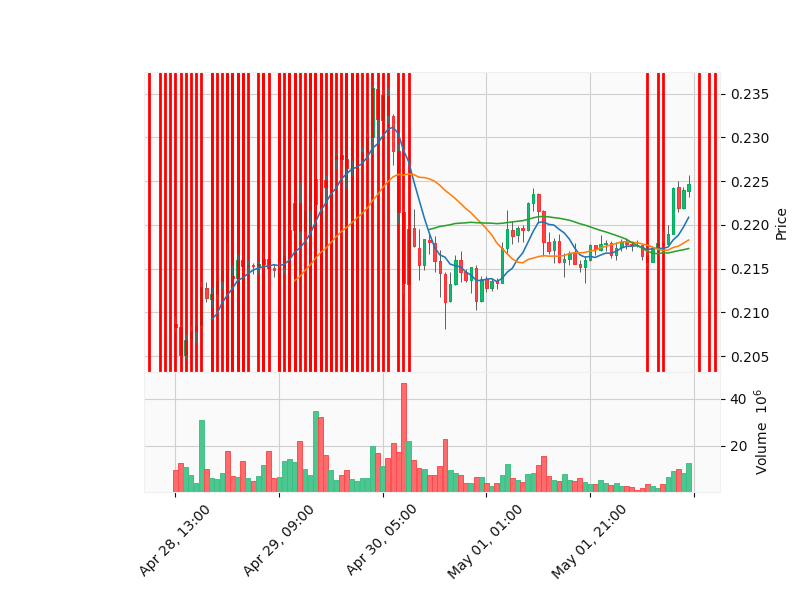 0.235
0.230
0.225
0.220
0.215
0.210
0.205
Price
40
20
Volume 10^6
Apr 28, 13:00
Apr 29, 09:00
Apr 30, 05:00
May 01, 01:00
May 01, 21:00